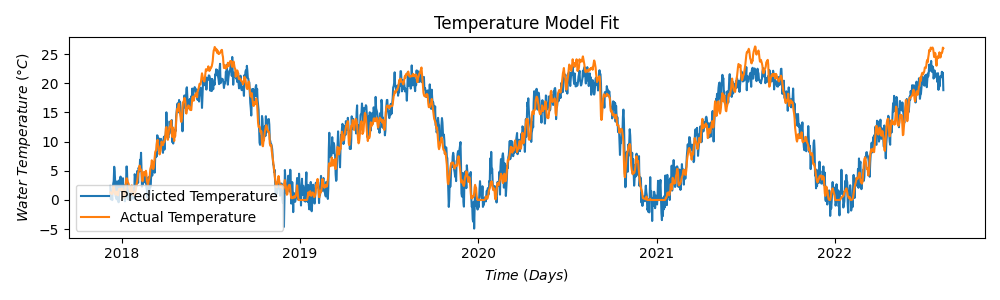 Temperature Model Fit
Water Temperature (°C)
25
20
15
10
5
0
−5
Predicted Temperature
Actual Temperature
2018
2019
2020
2021
2022
Time (Days)